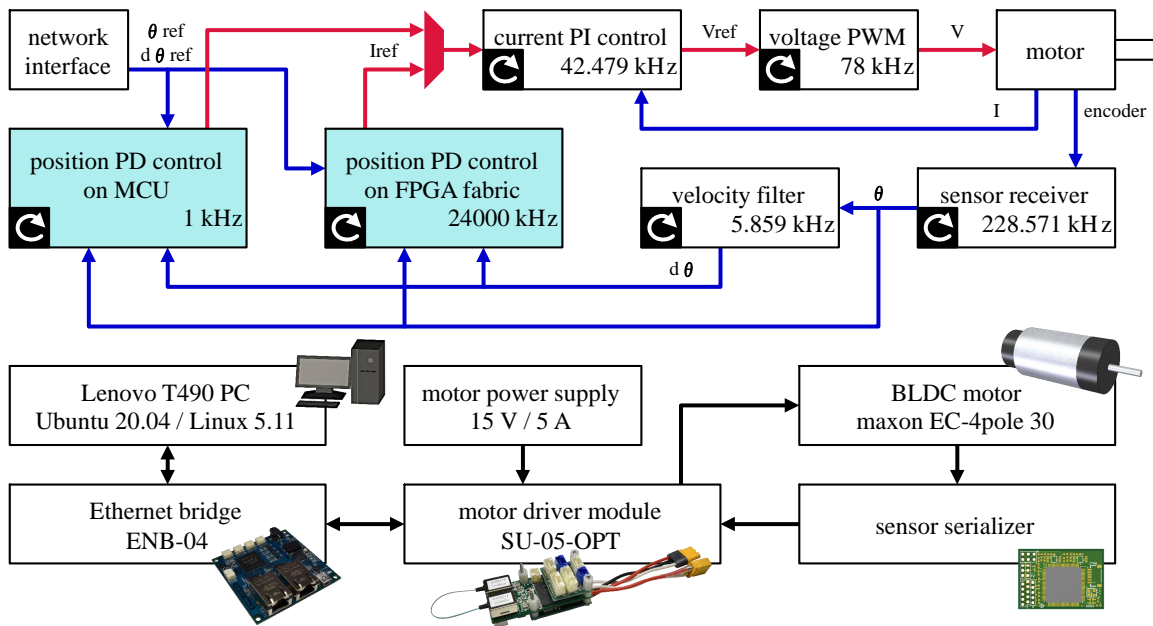 network
interface
θ ref
d θ ref
Iref
current PI control
42.479 kHz
Vref
voltage PWM
78 kHz
V
motor
I
encoder
position PD control
on MCU
1 kHz
position PD control
on FPGA fabric
24000 kHz
velocity filter
5.859 kHz
θ
sensor receiver
228.571 kHz
d θ
Lenovo T490 PC
Ubuntu 20.04 / Linux 5.11
motor power supply
15 V / 5 A
BLDC motor
maxon EC-4pole 30
Ethernet bridge
ENB-04
motor driver module
SU-05-OPT
sensor serializer